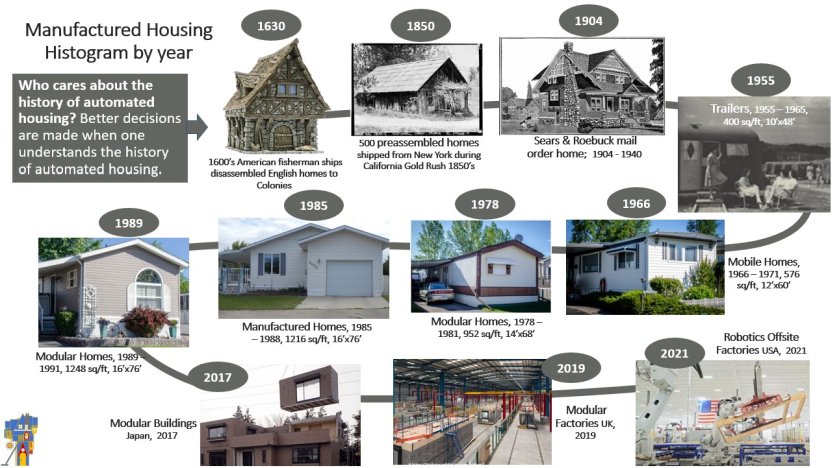 Manufactured Housing
Histogram by year
Who cares about the
history of automated
housing? Better decisions
are made when one
understands the history
of automated housing.
1630
1600's American fisherman ships
disassembled English homes to
Colonies
1850
500 preassembled homes
shipped from New York during
California Gold Rush 1850's
1904
Sears & Roebuck mail
order home; 1904 - 1940
1955
Trailers, 1955 – 1965,
400 sq/ft, 10'x48'
1989
Modular Homes, 1989 –
1991, 1248 sq/ft, 16'x76'
1985
Manufactured Homes, 1985
– 1988, 1216 sq/ft, 16'x76'
1978
Modular Homes, 1978 –
1981, 952 sq/ft, 14'x68'
1966
Mobile Homes,
1966 – 1971, 576
sq/ft, 12'x60'
2017
Modular Buildings
Japan, 2017
2019
Modular
Factories UK,
2019
2021
Robotics Offsite
Factories USA, 2021